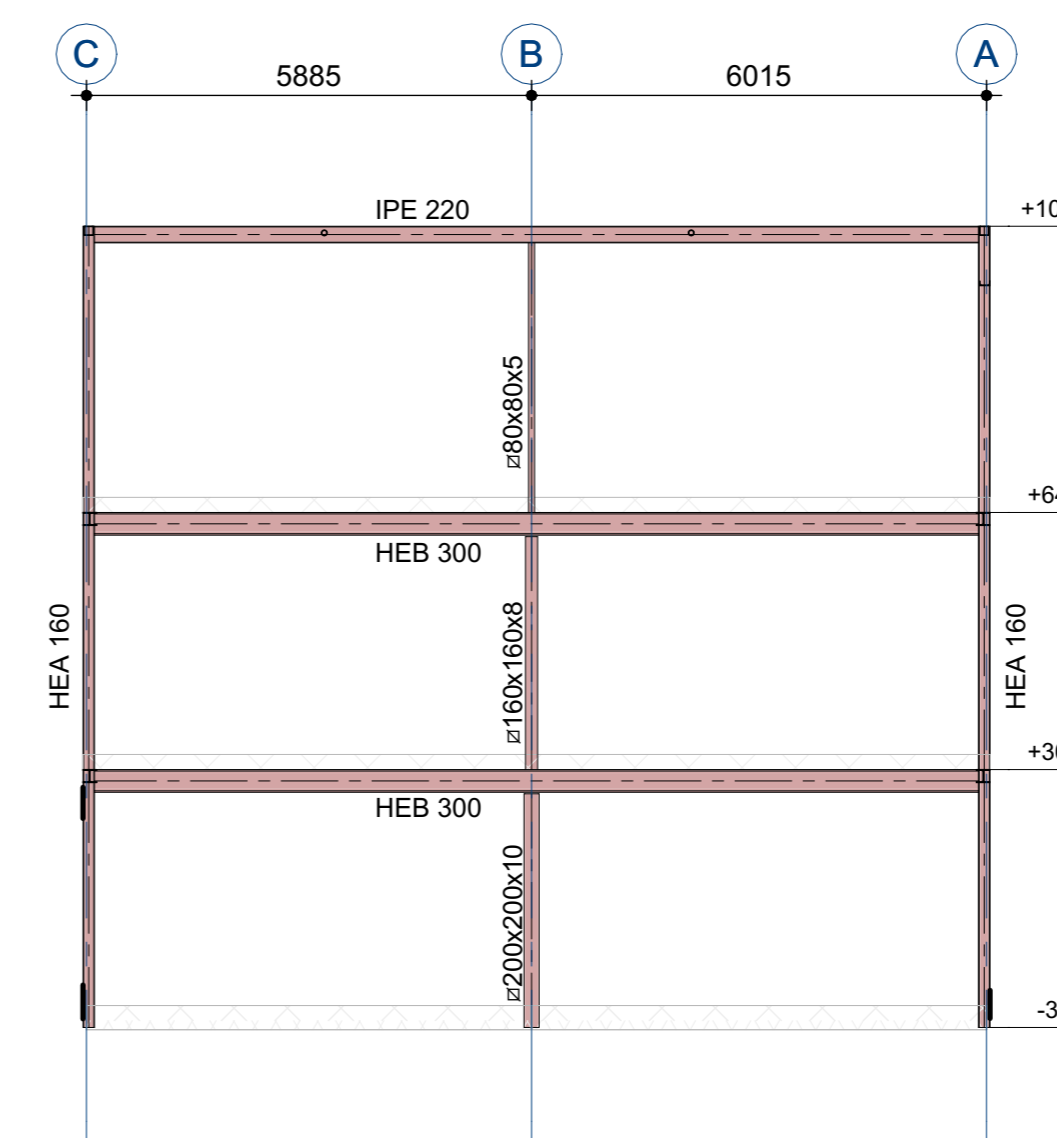 C B A
5885 6015
IPE 220
+10
⌀80x80x5
+64
HEB 300
HEA 160
⌀160x160x8
HEA 160
+30
HEB 300
⌀200x200x10
-3